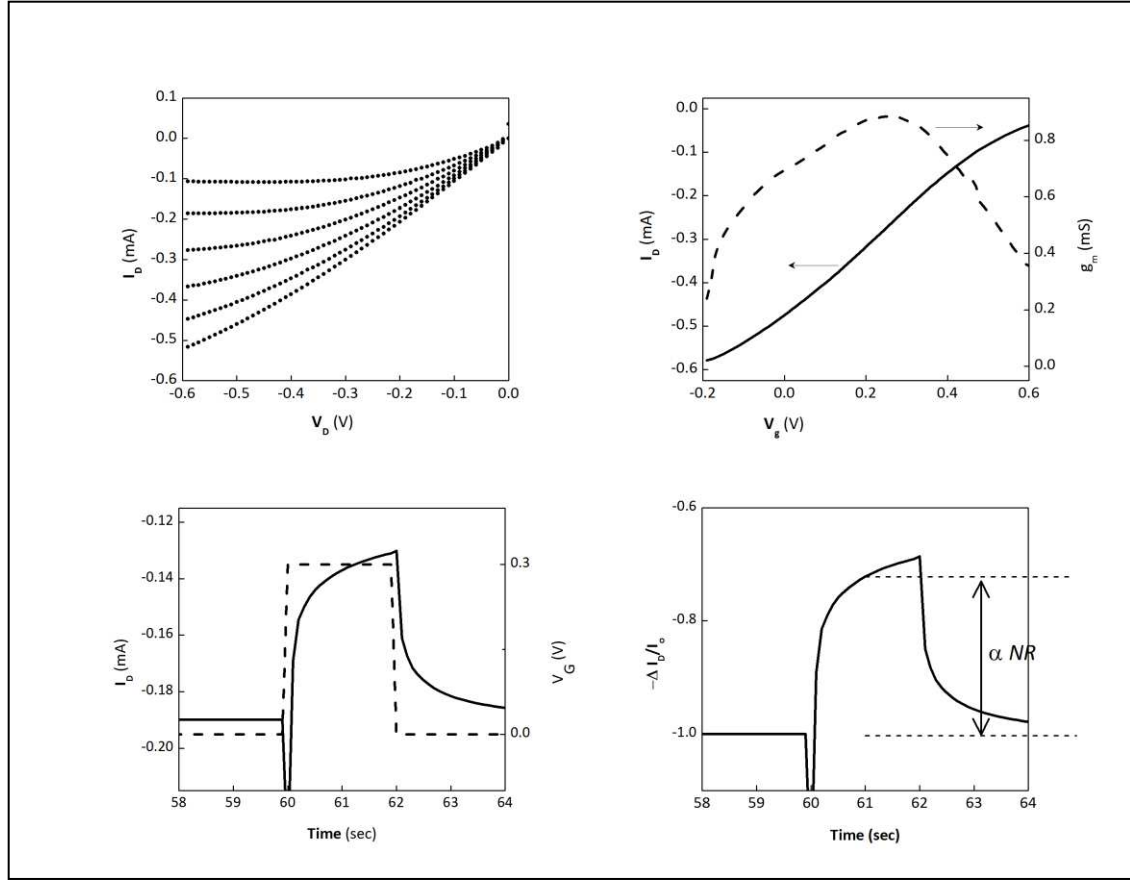 0.1
0.0
-0.1
-0.2
-0.3
-0.4
-0.5
-0.6
I_D (mA)
-0.6 -0.5 -0.4 -0.3 -0.2 -0.1 0.0
V_D (V)
0.0
-0.1
-0.2
-0.3
-0.4
-0.5
-0.6
I_D (mA)
0.8
0.6
0.4
0.2
0.0
g_m (mS)
-0.2 0.0 0.2 0.4 0.6
V_g (V)
-0.12
-0.14
-0.16
-0.18
-0.20
I_D (mA)
0.3
0.0
V_G (V)
58 59 60 61 62 63 64
Time (sec)
-0.6
-0.8
-1.0
−Δ I_D/I_o
α NR
58 59 60 61 62 63 64
Time (sec)